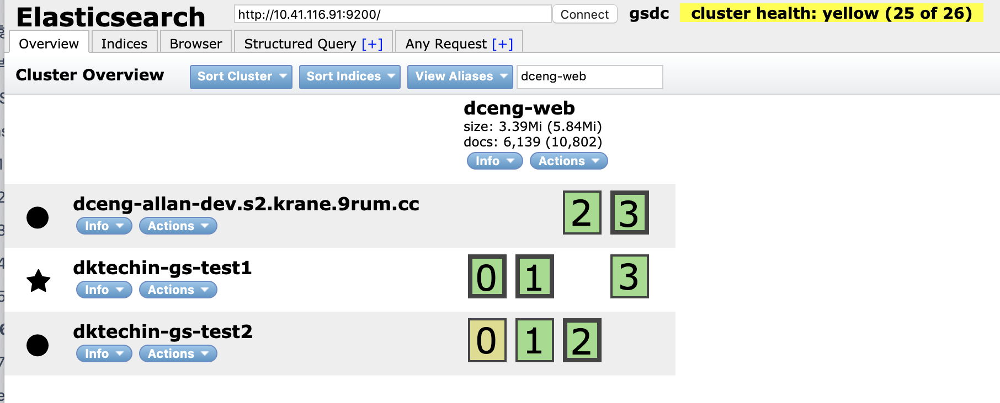 Elasticsearch
http://10.41.116.91:9200/
Connect
gsdc
cluster health: yellow (25 of 26)
Overview
Indices
Browser
Structured Query [+]
Any Request [+]
Cluster Overview
Sort Cluster
Sort Indices
View Aliases
dceng-web
dceng-web
size: 3.39Mi (5.84Mi)
docs: 6,139 (10,802)
Info
Actions
dceng-allan-dev.s2.krane.9rum.cc
Info
Actions
2
3
dktechin-gs-test1
Info
Actions
0
1
3
dktechin-gs-test2
Info
Actions
0
1
2